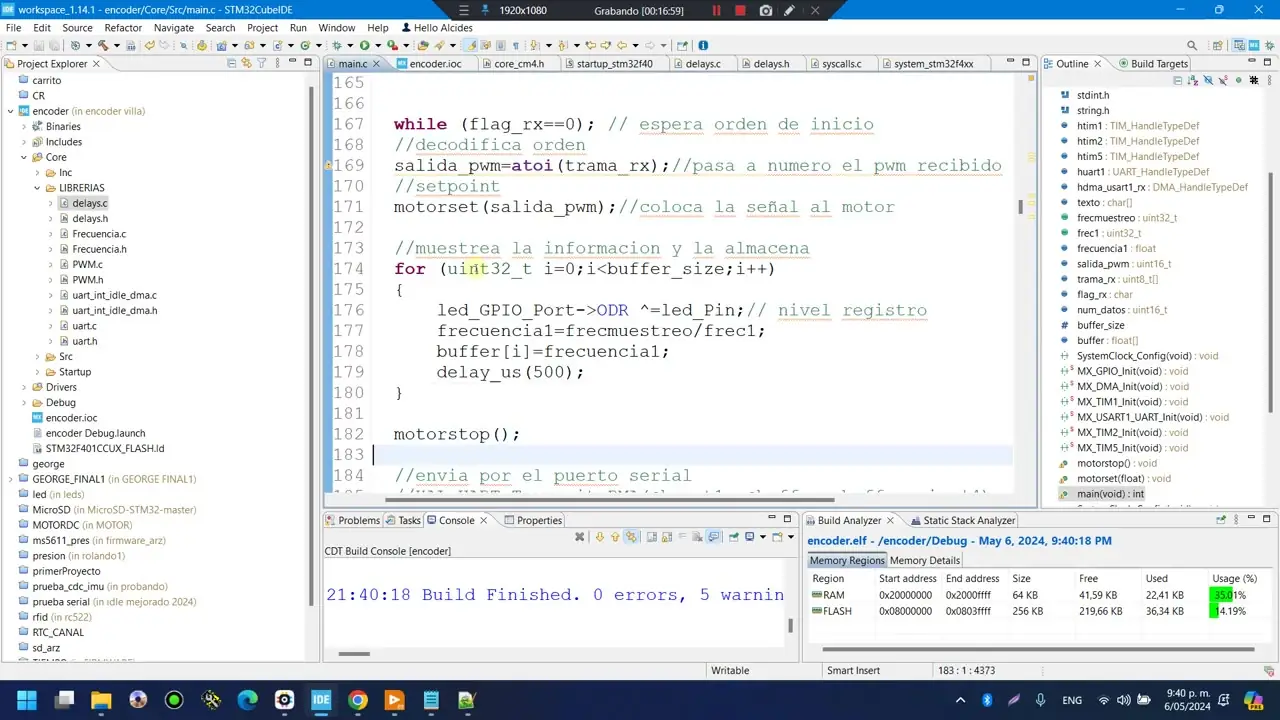 workspace_1.14.1 - encoder/Core/Src/main.c - STM32CubeIDE
1920x1080
Grabando (00:16:59)
File Edit Source Refactor Navigate Search Project Run Window Help Hello Alcides
Project Explorer
carrito
CR
encoder (in encoder villa)
Binaries
Includes
Core
Inc
LIBRERIAS
delays.c
delays.h
Frecuencia.c
Frecuencia.h
PWM.c
PWM.h
uart_int_idle_dma.c
uart_int_idle_dma.h
uart.c
uart.h
Src
Startup
Drivers
Debug
encoder.ioc
encoder Debug.launch
STM32F401CCUX_FLASH.ld
george
GEORGE_FINAL1 (in GEORGE FINAL1)
led (in leds)
MicroSD (in MicroSD-STM32-master)
MOTORDC (in MOTOR)
ms5611_pres (in firmware_arz)
presion (in rolando1)
primerProyecto
prueba_cdc_imu (in probando)
prueba serial (in idle mejorado 2024)
rfid (in rc522)
RTC_CANAL
sd_arz
main.c encoder.ioc core_cm4.h startup_stm32f40 delays.c delays.h syscalls.c system_stm32f4xx
165
166
167 while (flag_rx==0); // espera orden de inicio
168 //decodifica orden
169 salida_pwm=atoi(trama_rx);//pasa a numero el pwm recibido
170 //setpoint
171 motorset(salida_pwm);//coloca la señal al motor
172
173 //muestrea la informacion y la almacena
174 for (uint32_t i=0;i<buffer_size;i++)
175 {
176 led_GPIO_Port->ODR ^=led_Pin;// nivel registro
177 frecuencia1=frecmuestreo/frec1;
178 buffer[i]=frecuencia1;
179 delay_us(500);
180 }
181
182 motorstop();
183
184 //envia por el puerto serial
Outline Build Targets
stdint.h
string.h
htim1 : TIM_HandleTypeDef
htim2 : TIM_HandleTypeDef
htim5 : TIM_HandleTypeDef
huart1 : UART_HandleTypeDef
hdma_usart1_rx : DMA_HandleTypeDef
texto : char[]
frecmuestreo : uint32_t
frec1 : uint32_t
frecuencia1 : float
salida_pwm : uint16_t
trama_rx : uint8_t[]
flag_rx : char
num_datos : uint16_t
buffer_size
buffer : float[]
SystemClock_Config(void) : void
MX_GPIO_Init(void) : void
MX_DMA_Init(void) : void
MX_TIM1_Init(void) : void
MX_USART1_UART_Init(void) : void
MX_TIM2_Init(void) : void
MX_TIM5_Init(void) : void
motorstop() : void
motorset(float) : void
main(void) : int
Problems Tasks Console Properties
CDT Build Console [encoder]
21:40:18 Build Finished. 0 errors, 5 warnin
Build Analyzer Static Stack Analyzer
encoder.elf - /encoder/Debug - May 6, 2024, 9:40:18 PM
Memory Regions Memory Details
Region Start address End address Size Free Used Usage (%)
RAM 0x20000000 0x2000ffff 64 KB 41,59 KB 22,41 KB 35.01%
FLASH 0x08000000 0x0803ffff 256 KB 219,66 KB 36,34 KB 14.19%
Writable Smart Insert 183 : 1 : 4373
IDE
ENG
9:40 p. m.
6/05/2024